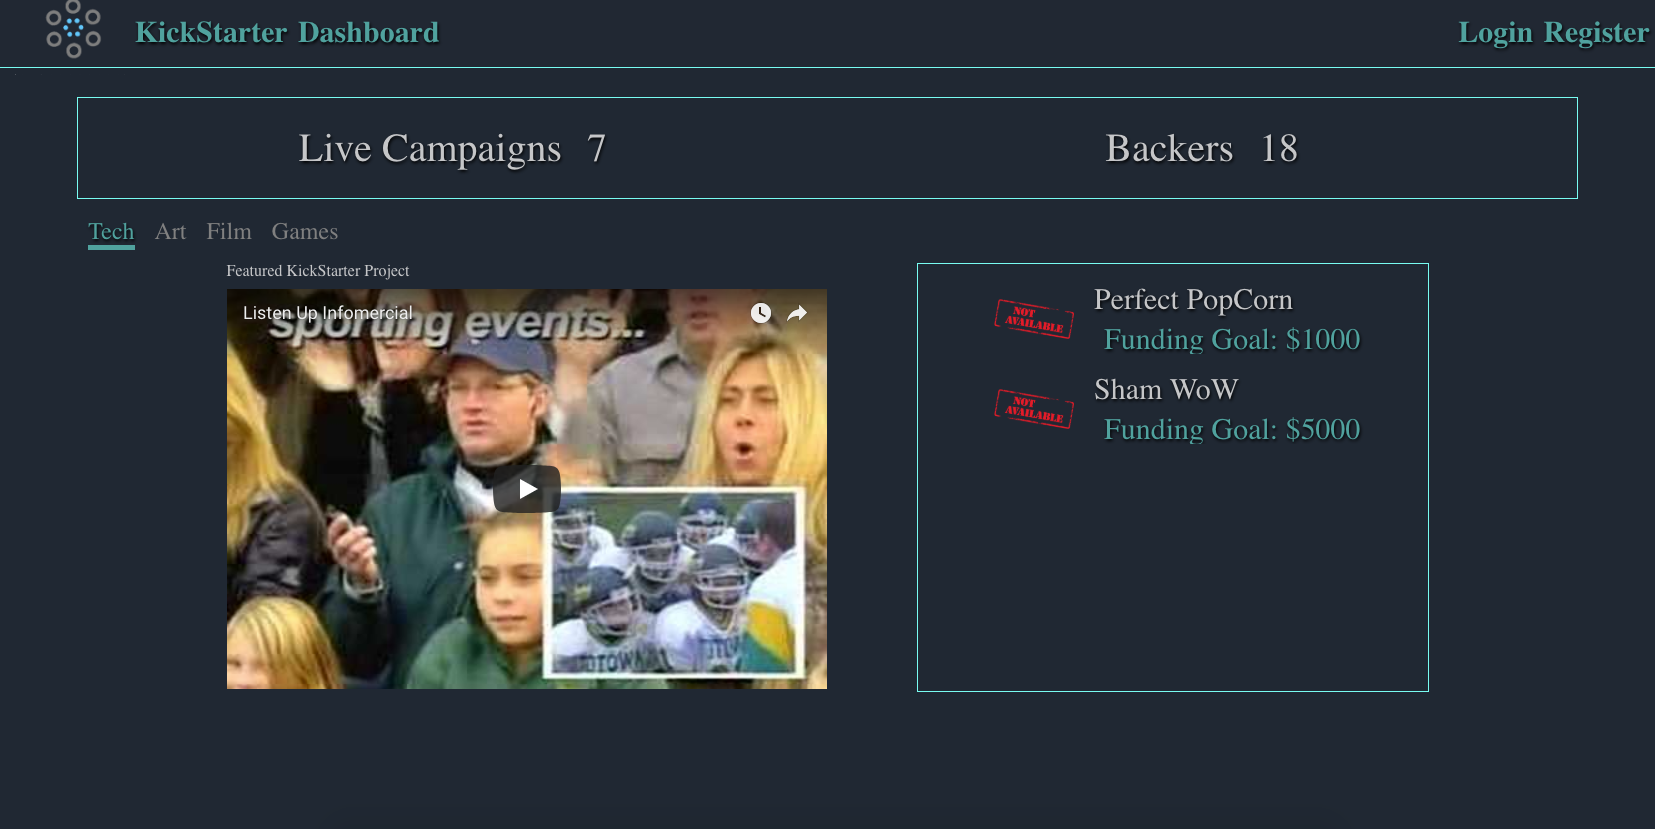 KickStarter Dashboard
Login Register
Live Campaigns 7
Backers 18
Tech Art Film Games
Featured KickStarter Project
Listen Up Infomercial
sporting events...
Perfect PopCorn
NOT
AVAILABLE
Funding Goal: $1000
Sham WoW
NOT
AVAILABLE
Funding Goal: $5000